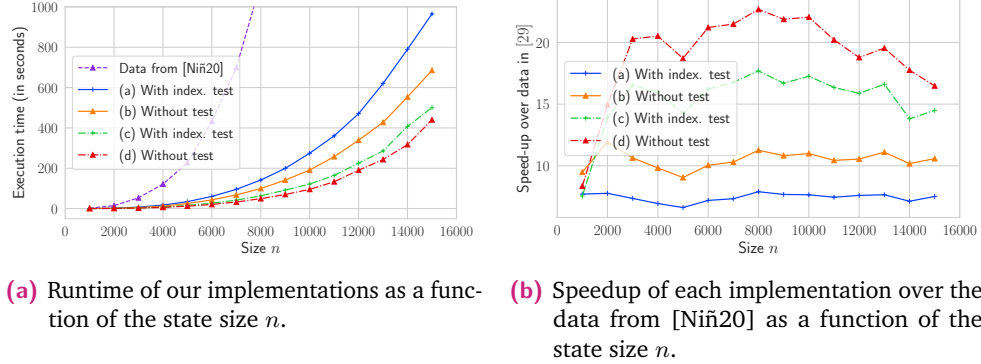 1000
800
600
400
200
0
Execution time (in seconds)
Data from [Niñ20]
(a) With index. test
(b) Without test
(c) With index. test
(d) Without test
0 2000 4000 6000 8000 10000 12000 14000 16000
Size n
(a) Runtime of our implementations as a func-
tion of the state size n.
20
15
10
Speed-up over data in [29]
(a) With index. test
(b) Without test
(c) With index. test
(d) Without test
0 2000 4000 6000 8000 10000 12000 14000 16000
Size n
(b) Speedup of each implementation over the
data from [Niñ20] as a function of the
state size n.